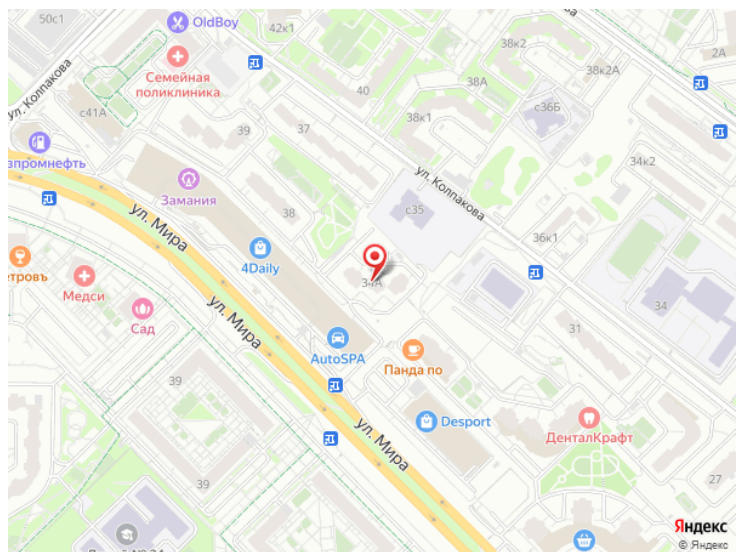 50с1
OldBoy
42к1
38к2
2А
Семейная
поликлиника
38А
38к2А
ул. Колпакова
40
с36Б
с41А
39
37
38к1
34к2
Замания
ул. Колпакова
ул. Мира
38
с35
36к1
4Daily
34А
Медси
Сад
ул. Мира
34
31
AutoSPA
Панда по
39
Desport
ДенталКрафт
ул. Мира
39
27
Яндекс
© Яндекс